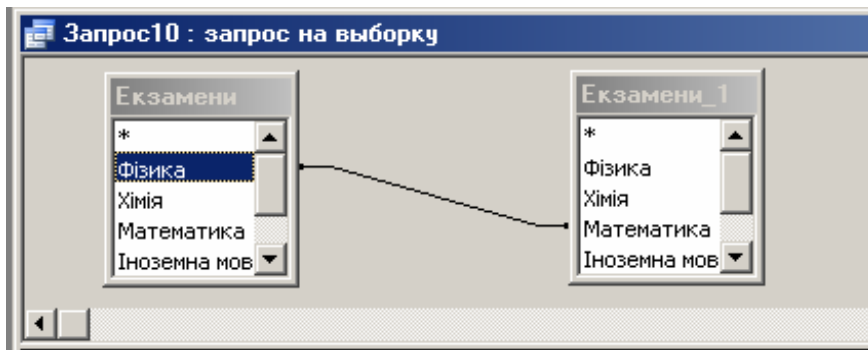 Запрос10 : запрос на выборку
Екзамени
*
Фізика
Хімія
Математика
Іноземна мов
Екзамени_1
*
Фізика
Хімія
Математика
Іноземна мов